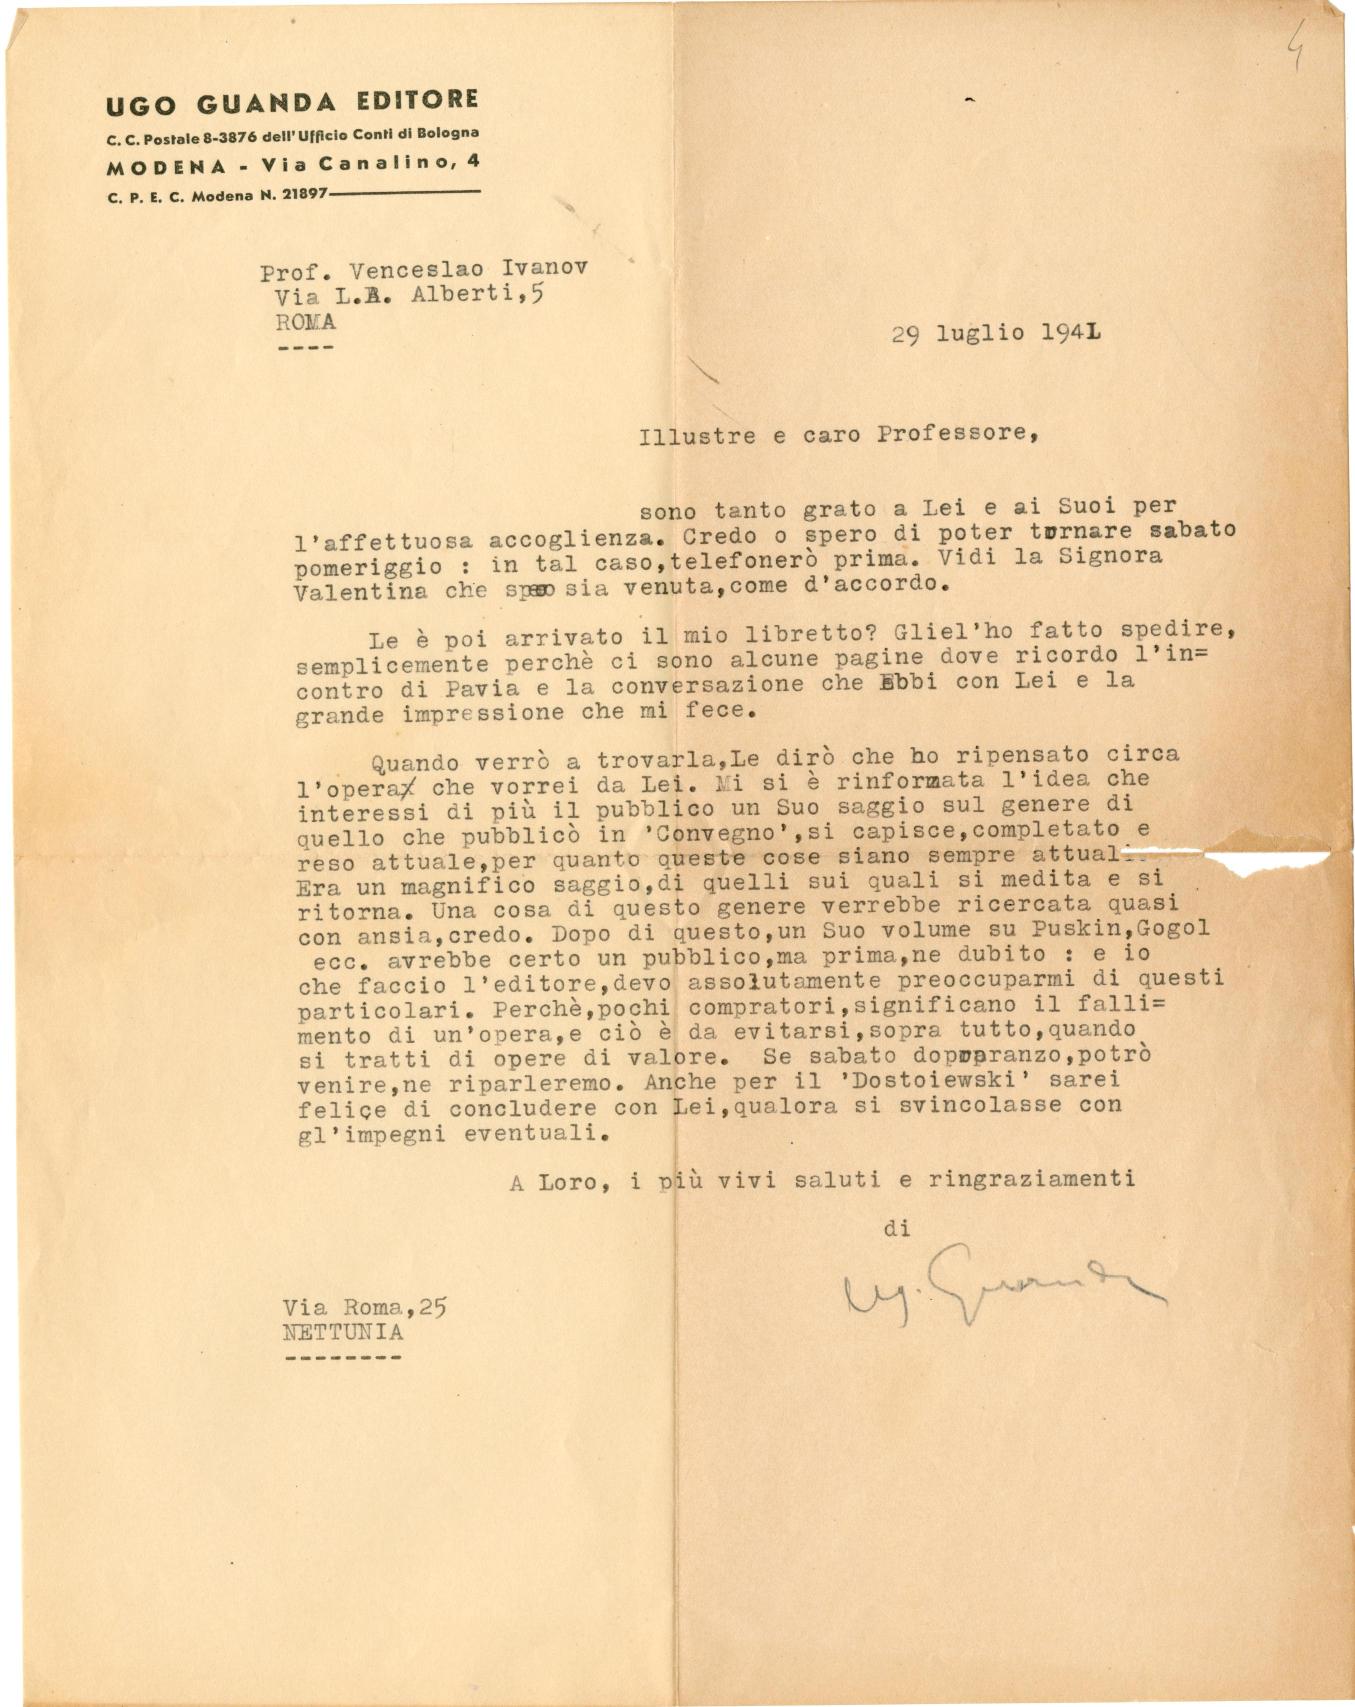 4
UGO GUANDA EDITORE
C. C. Postale 8-3876 dell'Ufficio Conti di Bologna
MODENA - Via Canalino, 4
C. P. E. C. Modena N. 21897
Prof. Venceslao Ivanov
Via L.A. Alberti,5
ROMA
----
29 luglio 1941
Illustre e caro Professore,
sono tanto grato a Lei e ai Suoi per
l'affettuosa accoglienza. Credo o spero di poter tornare sabato
pomeriggio : in tal caso,telefonerò prima. Vidi la Signora
Valentina che sia venuta,come d'accordo.
Le è poi arrivato il mio libretto? Gliel'ho fatto spedire,
semplicemente perchè ci sono alcune pagine dove ricordo l'in=
contro di Pavia e la conversazione che Ebbi con Lei e la
grande impressione che mi fece.
Quando verrò a trovarla,Le dirò che ho ripensato circa
l'opera che vorrei da Lei. Mi si è rinformata l'idea che
interessi di più il pubblico un Suo saggio sul genere di
quello che pubblicò in 'Convegno',si capisce,completato e
reso attuale,per quanto queste cose siano sempre attuali.
Era un magnifico saggio,di quelli sui quali si medita e si
ritorna. Una cosa di questo genere verrebbe ricercata quasi
con ansia,credo. Dopo di questo,un Suo volume su Puskin,Gogol
ecc. avrebbe certo un pubblico,ma prima,ne dubito : e io
che faccio l'editore,devo assolutamente preoccuparmi di questi
particolari. Perchè,pochi compratori,significano il falli=
mento di un'opera,e ciò è da evitarsi,sopra tutto,quando
si tratti di opere di valore. Se sabato dopopranzo,potrò
venire,ne riparleremo. Anche per il 'Dostoiewski' sarei
felice di concludere con Lei,qualora si svincolasse con
gl'impegni eventuali.
A Loro, i più vivi saluti e ringraziamenti
di
Ug. Guanda
Via Roma,25
NETTUNIA
--------